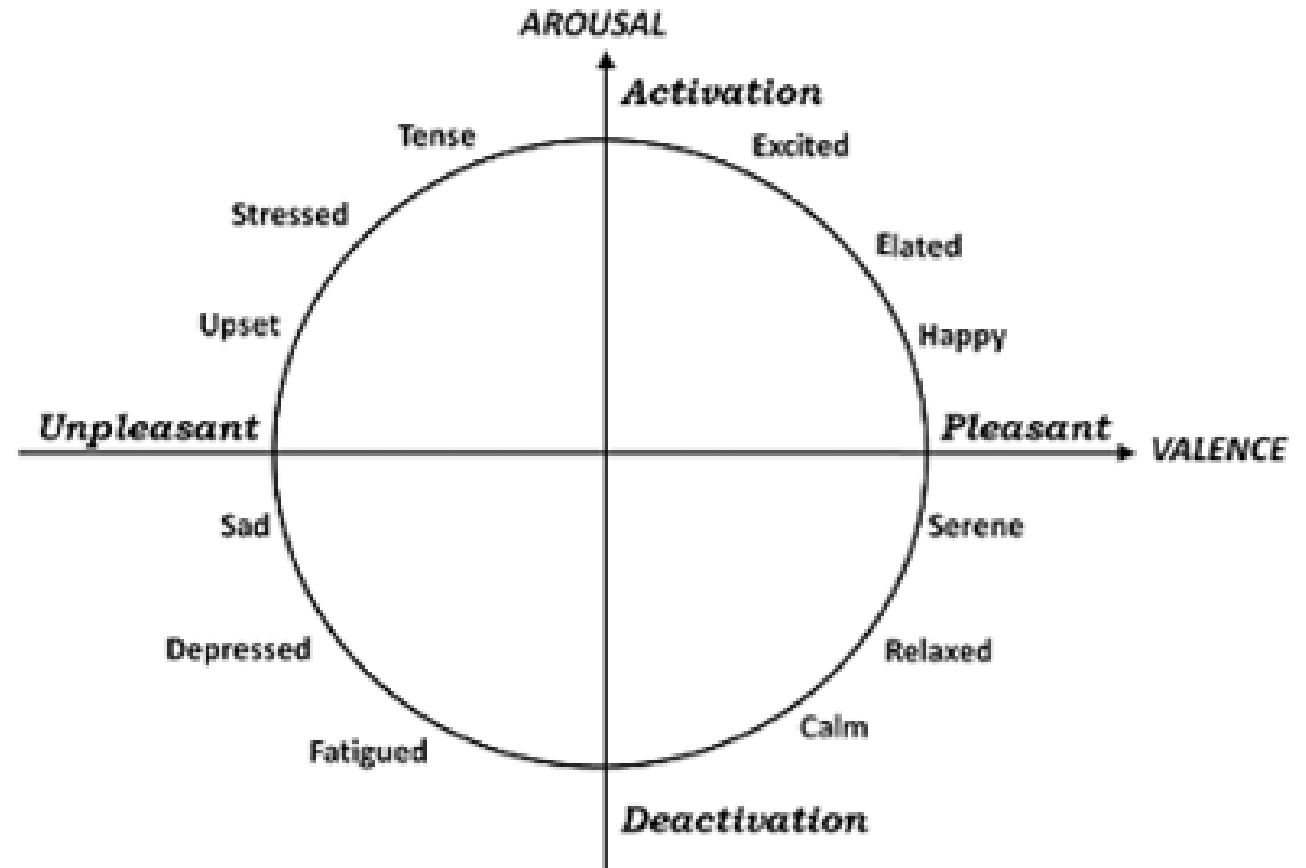 AROUSAL
Activation
Tense
Excited
Stressed
Elated
Upset
Happy
Unpleasant
Pleasant
VALENCE
Sad
Serene
Depressed
Relaxed
Calm
Fatigued
Deactivation